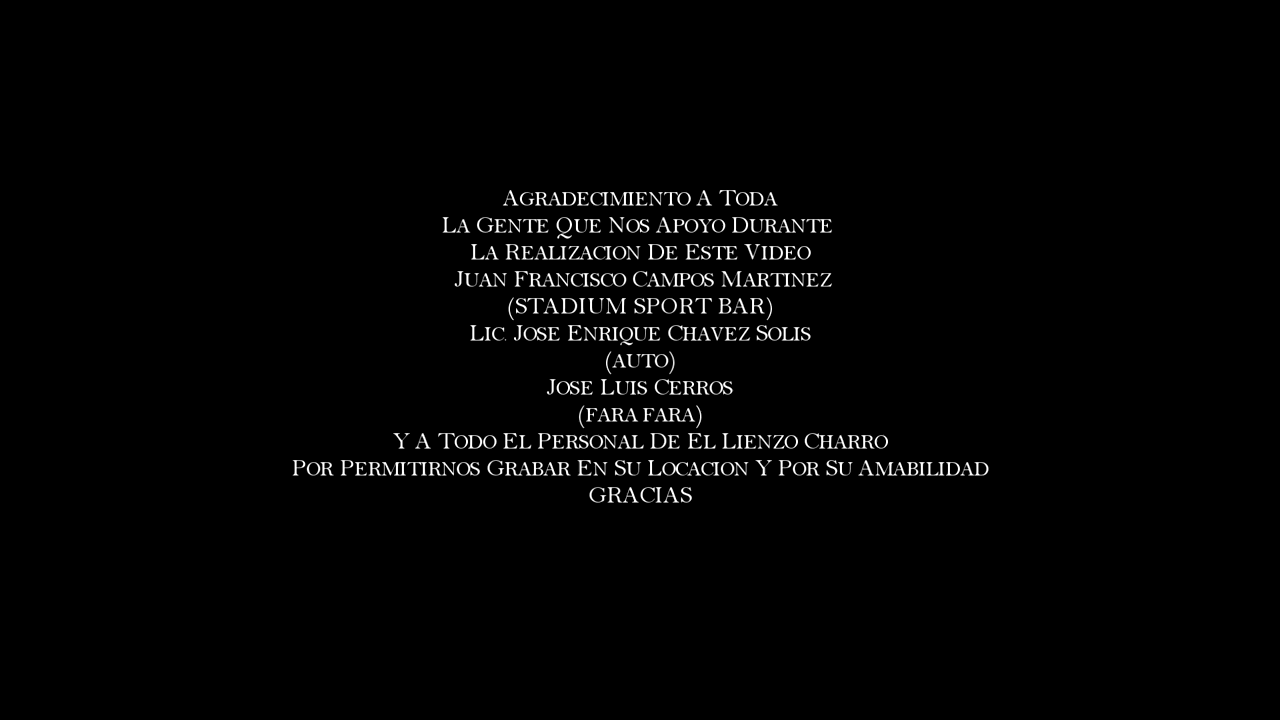 Agradecimiento A Toda
La Gente Que Nos Apoyo Durante
La Realizacion De Este Video
Juan Francisco Campos Martinez
(STADIUM SPORT BAR)
Lic. Jose Enrique Chavez Solis
(AUTO)
Jose Luis Cerros
(FARA FARA)
Y A Todo El Personal De El Lienzo Charro
Por Permitirnos Grabar En Su Locacion Y Por Su Amabilidad
GRACIAS